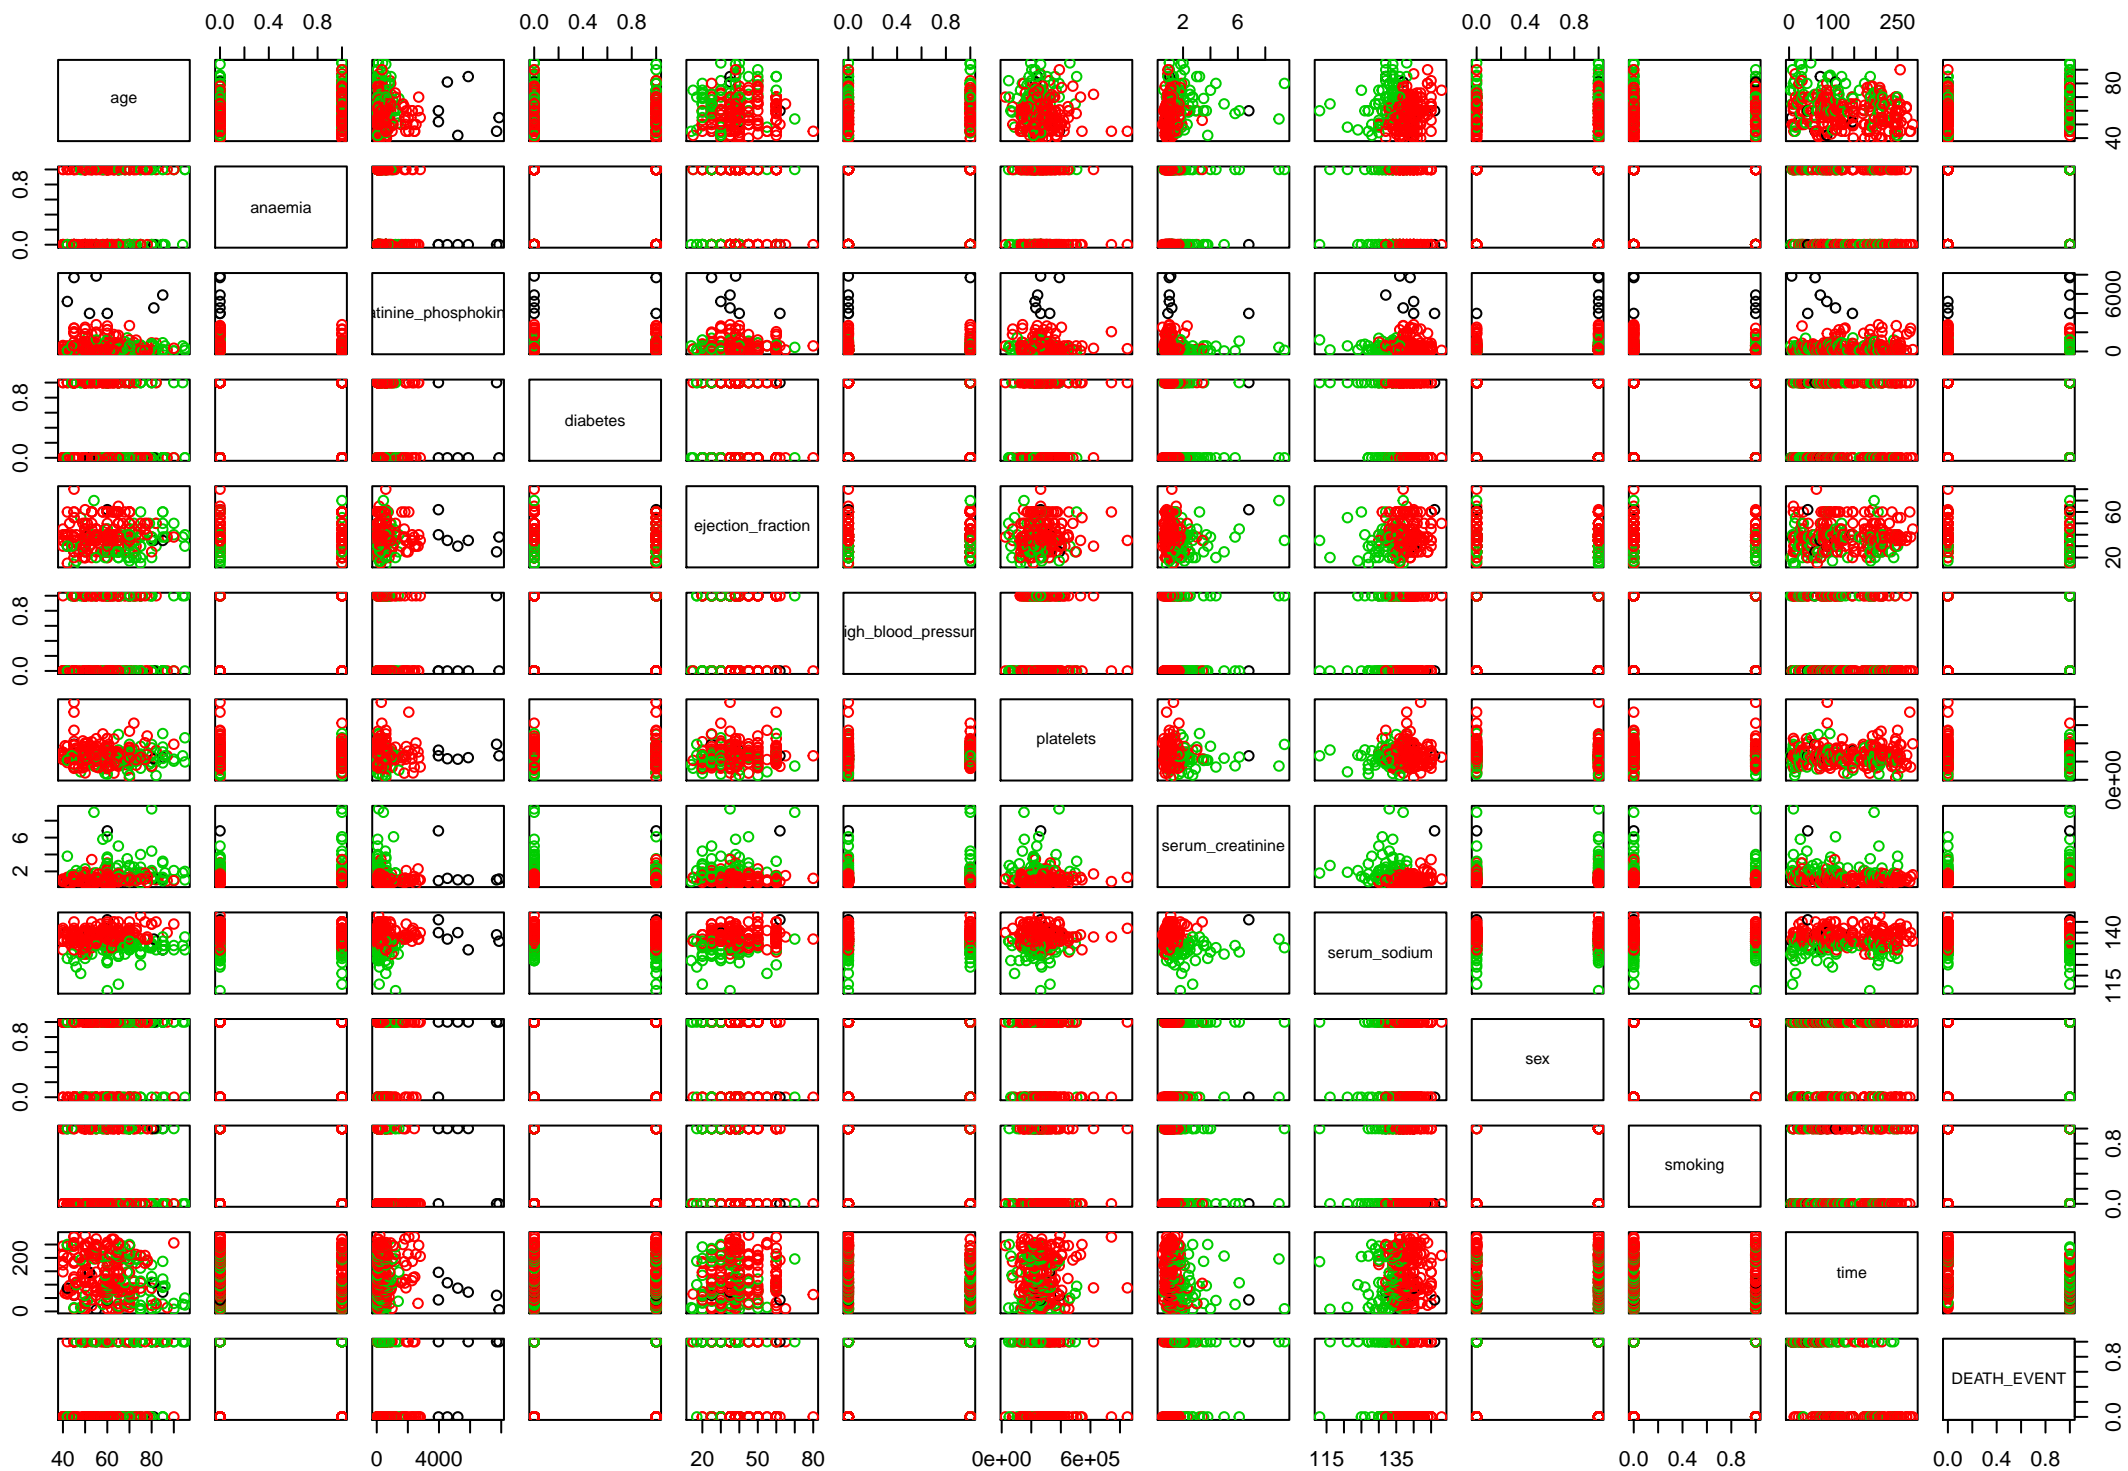 0.0 0.4 0.8 0.0 0.4 0.8 0.0 0.4 0.8 2 6 0.0 0.4 0.8 0 100 250
age
40 80
anaemia
0.0 0.8
atinine_phosphokin
0 6000
diabetes
0.0 0.8
ejection_fraction
20 60
igh_blood_pressur
0.0 0.8
platelets
0e+00
serum_creatinine
2 6
serum_sodium
115 140
sex
0.0 0.8
smoking
0.0 0.8
time
0 200
DEATH_EVENT
0.0 0.8
40 60 80 0 4000 20 50 80 0e+00 6e+05 115 135 0.0 0.4 0.8 0.0 0.4 0.8